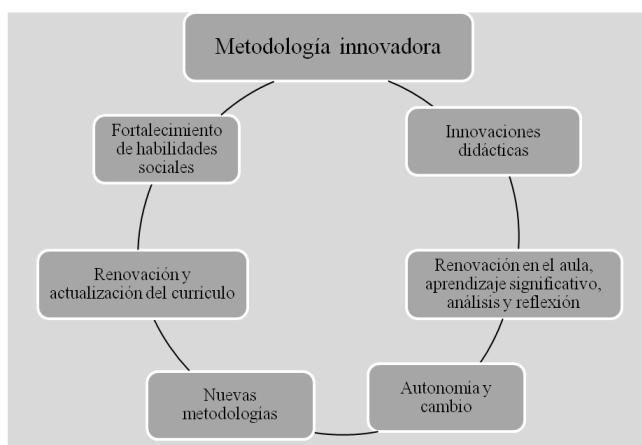 Metodología innovadora
Innovaciones
didácticas
Renovación en el aula,
aprendizaje significativo,
análisis y reflexión
Autonomía y
cambio
Nuevas
metodologías
Renovación y
actualización del currículo
Fortalecimiento
de habilidades
sociales